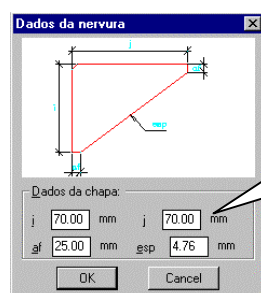 Dados da nervura
j
af
i
esp
af
Dados da chapa:
i 70.00 mm j 70.00 mm
af 25.00 mm esp 4.76 mm
OK Cancel